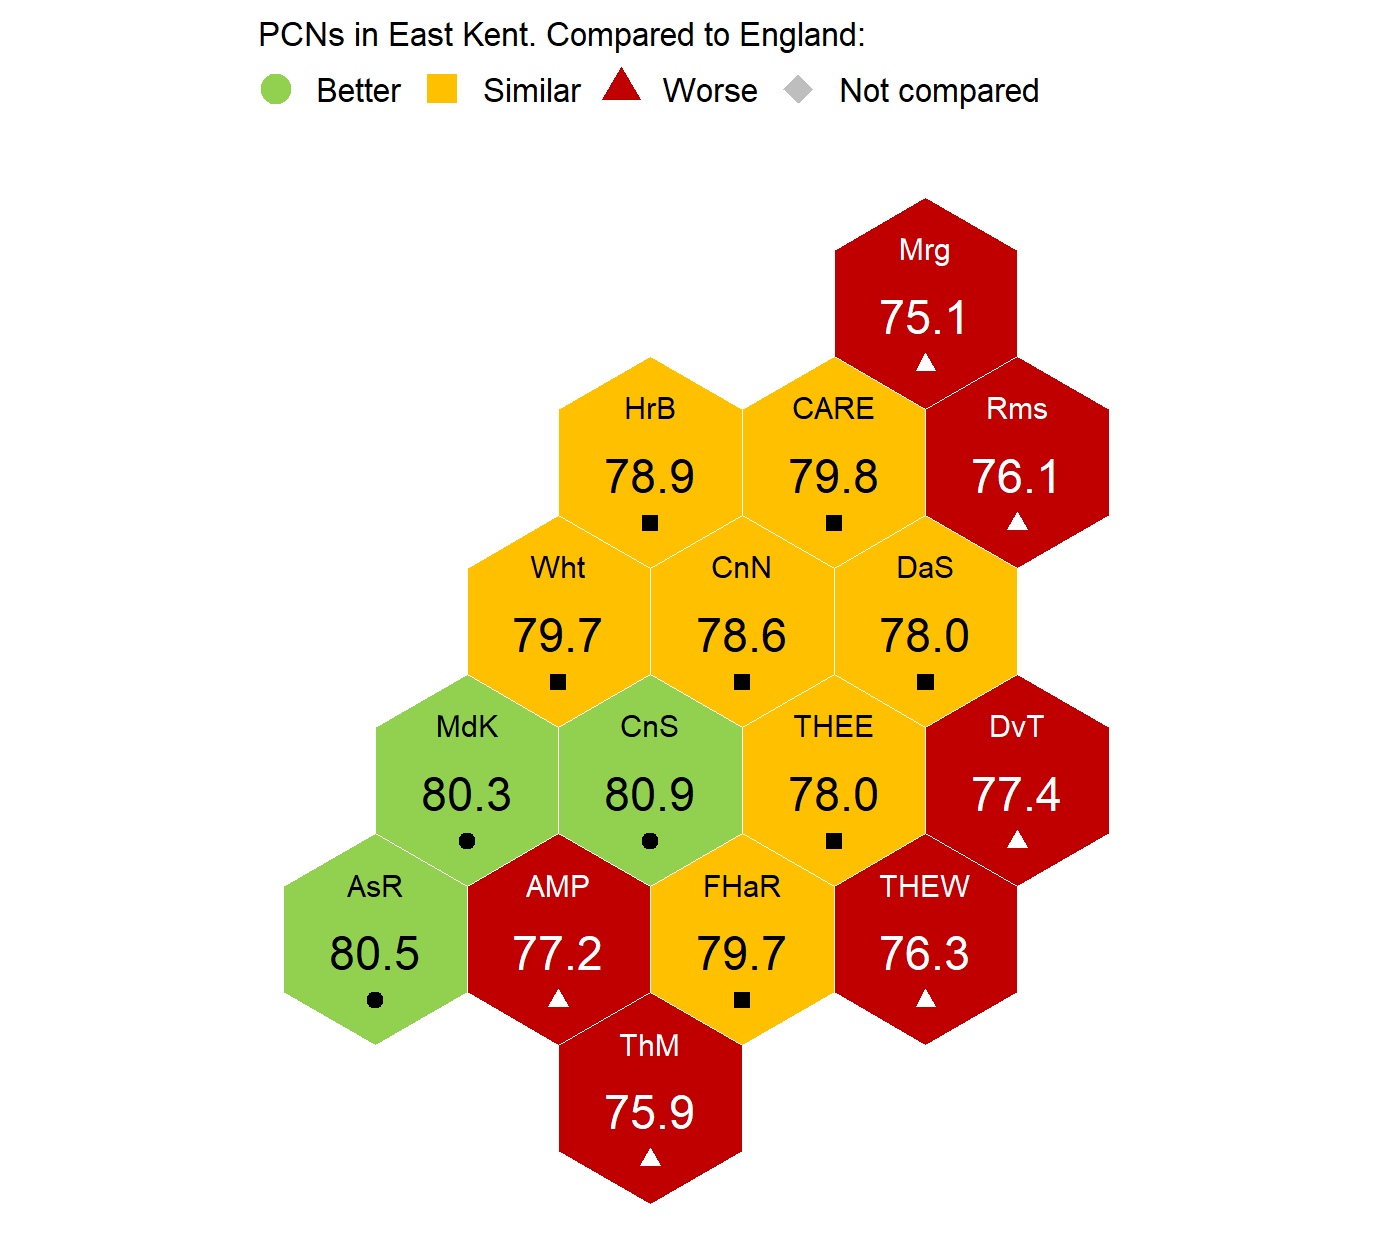 PCNs in East Kent. Compared to England:
Better Similar Worse Not compared
Mrg
75.1
HrB CARE Rms
78.9 79.8 76.1
Wht CnN DaS
79.7 78.6 78.0
MdK CnS THEE DvT
80.3 80.9 78.0 77.4
AsR AMP FHaR THEW
80.5 77.2 79.7 76.3
ThM
75.9